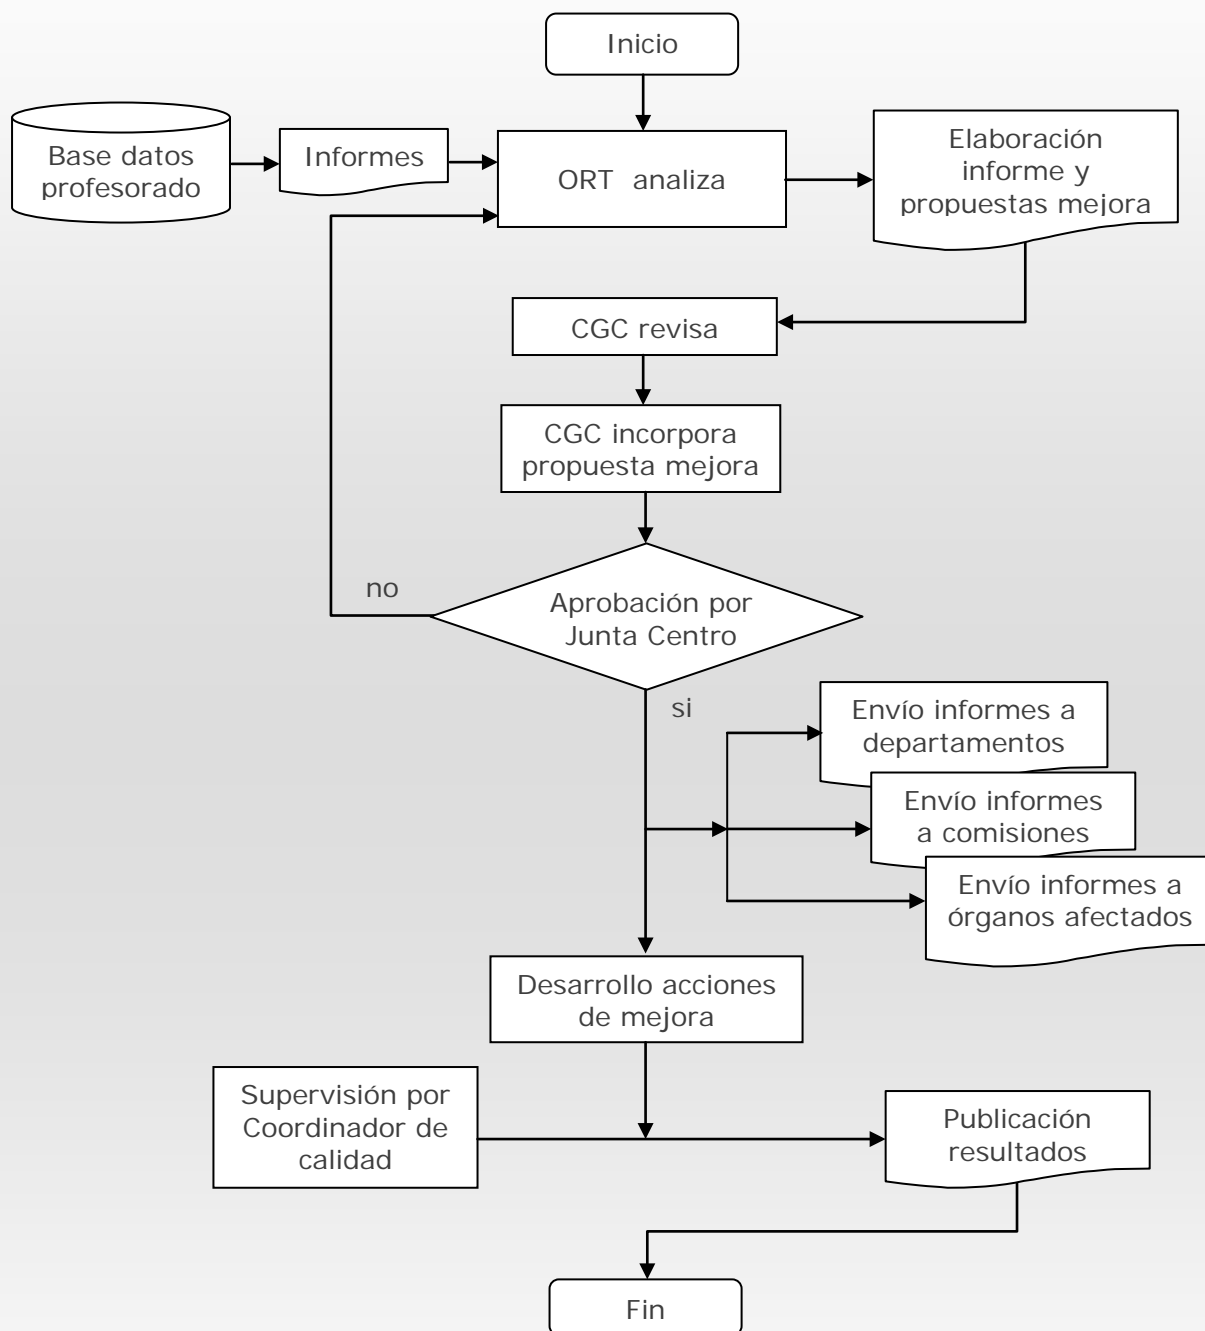 Inicio
Base datos
profesorado
Informes
ORT analiza
Elaboración
informe y
propuestas mejora
CGC revisa
CGC incorpora
propuesta mejora
no
Aprobación por
Junta Centro
si
Envío informes a
departamentos
Envío informes
a comisiones
Envío informes a
órganos afectados
Desarrollo acciones
de mejora
Supervisión por
Coordinador de
calidad
Publicación
resultados
Fin